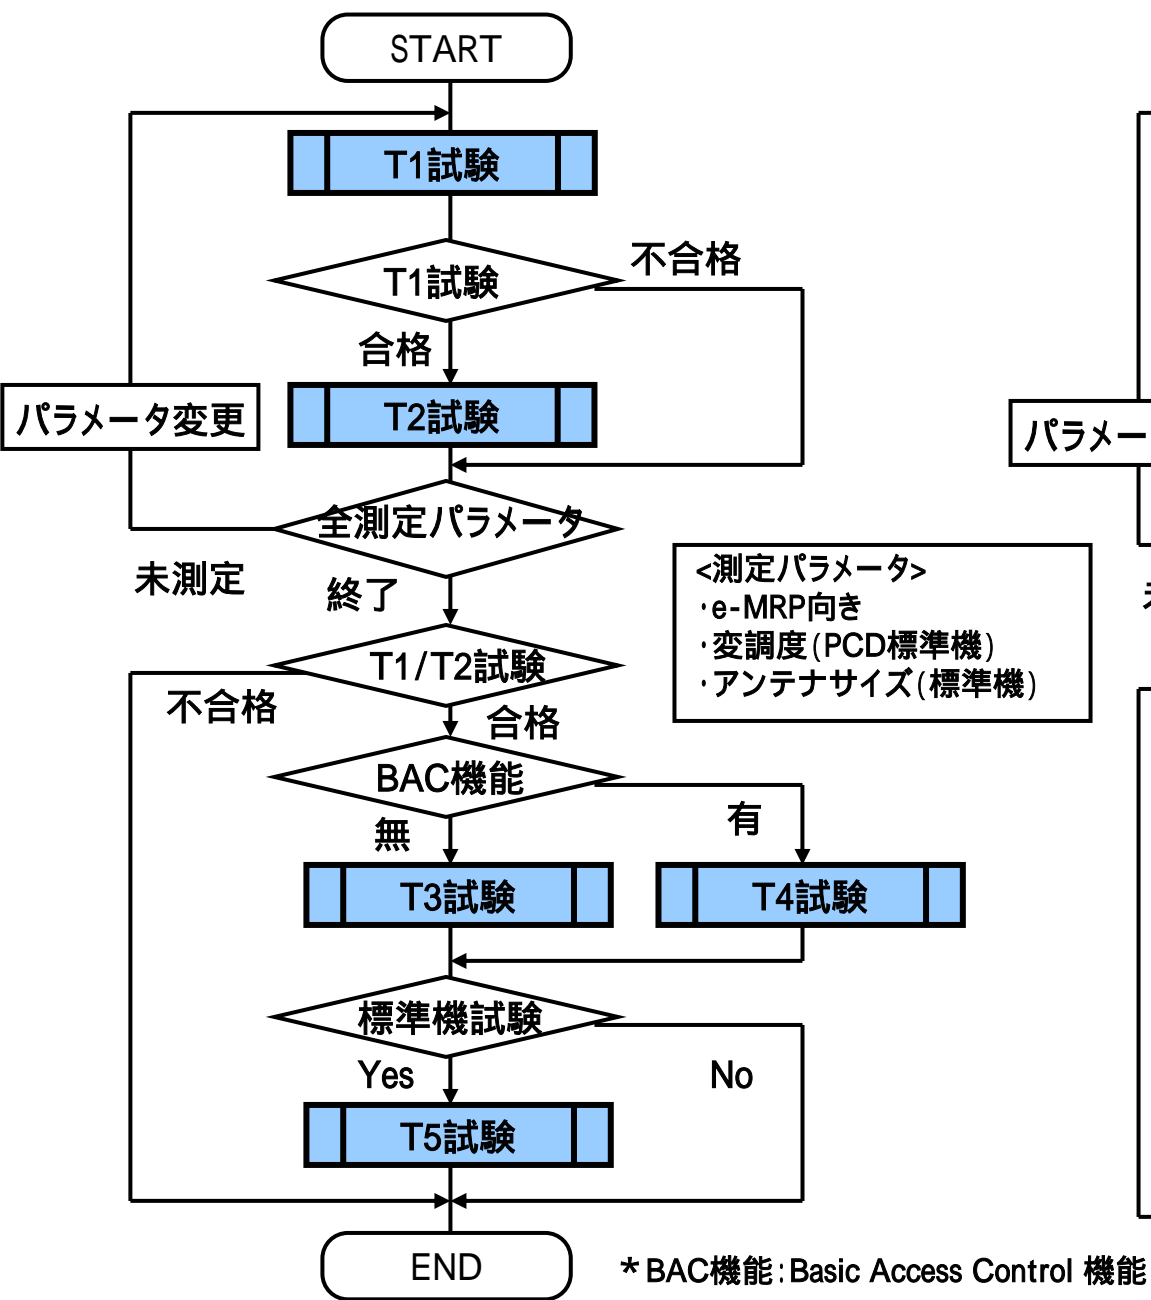 START
T1試験
T1試験
不合格
合格
パラメータ変更
T2試験
パラメー
全測定パラメータ
未測定
終了
<測定パラメータ>
・e-MRP向き
・変調度(PCD標準機)
・アンテナサイズ(標準機)
T1/T2試験
不合格
合格
BAC機能
無
有
T3試験
T4試験
標準機試験
Yes
No
T5試験
END
*BAC機能:Basic Access Control 機能